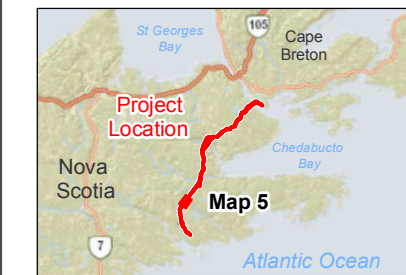 St Georges
Bay
105
Cape
Breton
Project
Location
Chedabucto
Bay
Nova
Scotia
Map 5
7
Atlantic Ocean